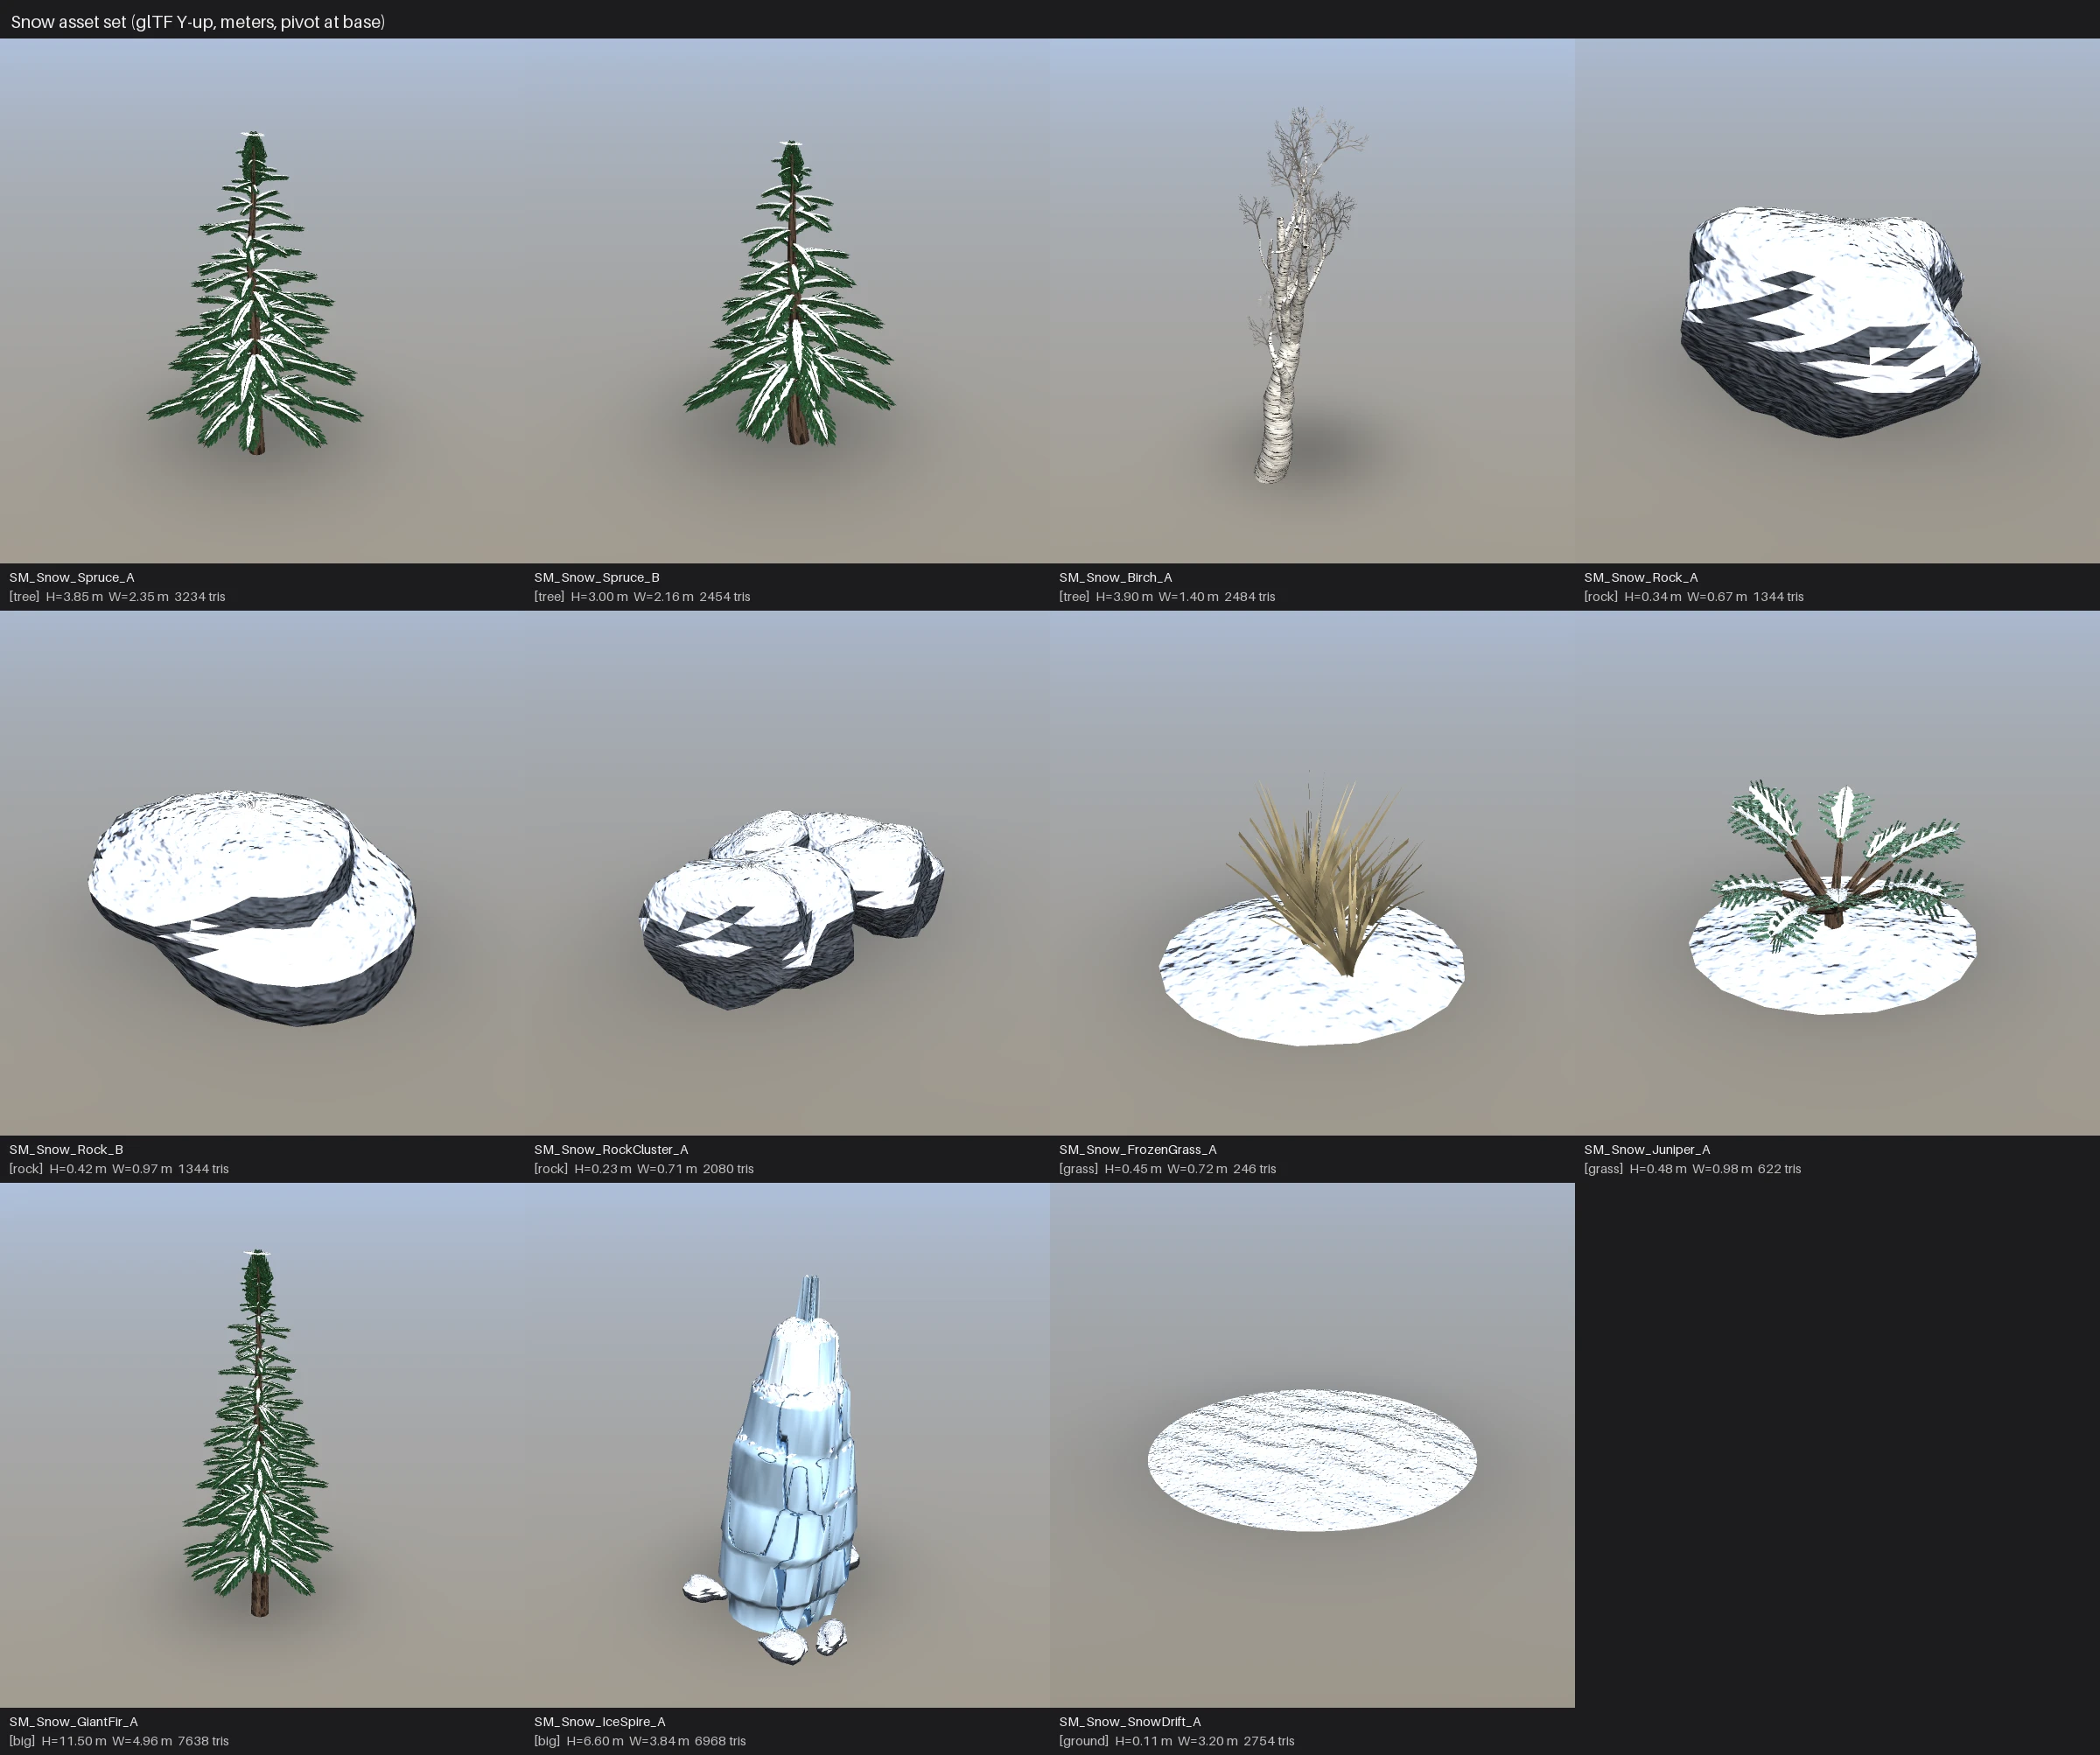 Snow asset set (glTF Y-up, meters, pivot at base)
SM_Snow_Spruce_A
[tree] H=3.85 m W=2.35 m 3234 tris
SM_Snow_Spruce_B
[tree] H=3.00 m W=2.16 m 2454 tris
SM_Snow_Birch_A
[tree] H=3.90 m W=1.40 m 2484 tris
SM_Snow_Rock_A
[rock] H=0.34 m W=0.67 m 1344 tris
SM_Snow_Rock_B
[rock] H=0.42 m W=0.97 m 1344 tris
SM_Snow_RockCluster_A
[rock] H=0.23 m W=0.71 m 2080 tris
SM_Snow_FrozenGrass_A
[grass] H=0.45 m W=0.72 m 246 tris
SM_Snow_Juniper_A
[grass] H=0.48 m W=0.98 m 622 tris
SM_Snow_GiantFir_A
[big] H=11.50 m W=4.96 m 7638 tris
SM_Snow_IceSpire_A
[big] H=6.60 m W=3.84 m 6968 tris
SM_Snow_SnowDrift_A
[ground] H=0.11 m W=3.20 m 2754 tris